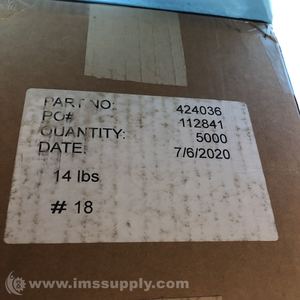 PART NO: 424036
PO# 112841
QUANTITY: 5000
DATE: 7/6/2020
14 lbs
# 18
www.imssupply.com